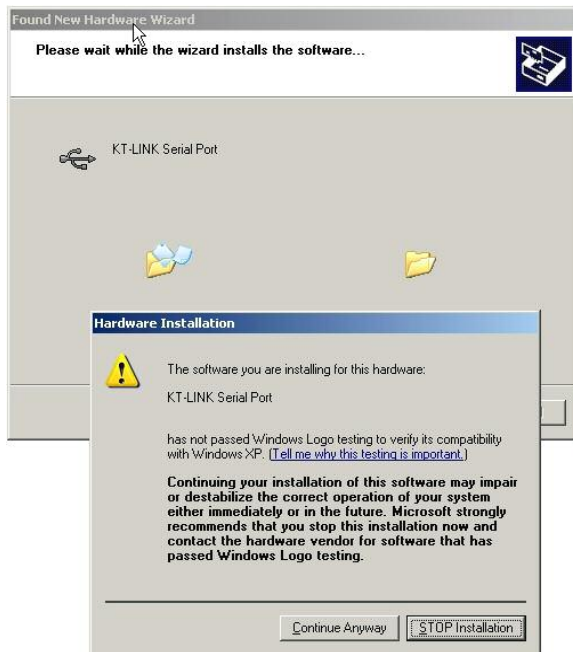 Found New Hardware Wizard
Please wait while the wizard installs the software...
KT-LINK Serial Port
Hardware Installation
The software you are installing for this hardware:
KT-LINK Serial Port
has not passed Windows Logo testing to verify its compatibility
with Windows XP. (Tell me why this testing is important.)
Continuing your installation of this software may impair
or destabilize the correct operation of your system
either immediately or in the future. Microsoft strongly
recommends that you stop this installation now and
contact the hardware vendor for software that has
passed Windows Logo testing.
Continue Anyway
STOP Installation